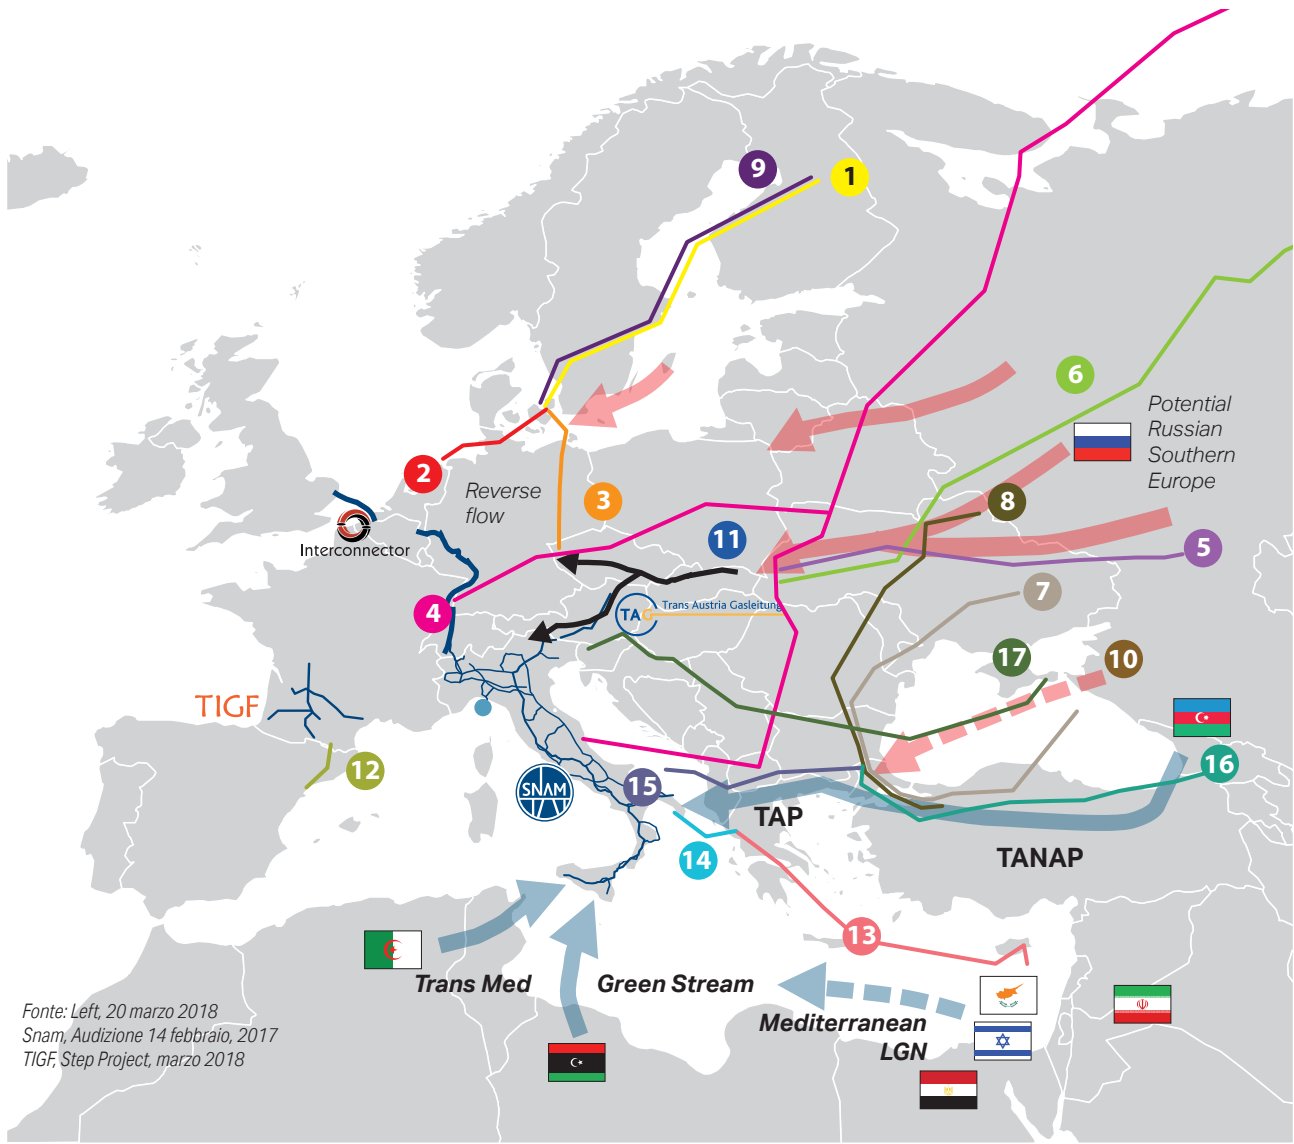 9
1
6
Potential
Russian
Southern
Europe
2
Reverse
flow
3
8
11
5
Interconnector
4
TAG
Trans Austria Gasleitung
7
17
10
TIGF
12
15
SNAM
16
TAP
14
TANAP
13
Trans Med
Green Stream
Mediterranean
LGN
Fonte: Left, 20 marzo 2018
Snam, Audizione 14 febbraio, 2017
TIGF, Step Project, marzo 2018